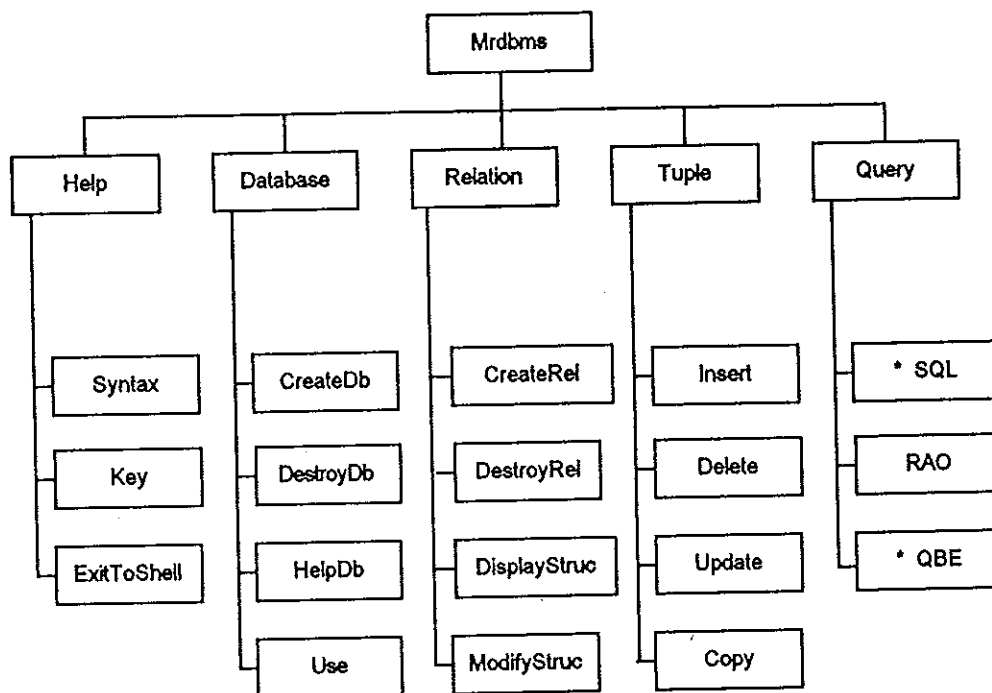 Mrdbms
Help
Database
Relation
Tuple
Query
Syntax
CreateDb
CreateRel
Insert
* SQL
Key
DestroyDb
DestroyRel
Delete
RAO
ExitToShell
HelpDb
DisplayStruc
Update
* QBE
Use
ModifyStruc
Copy